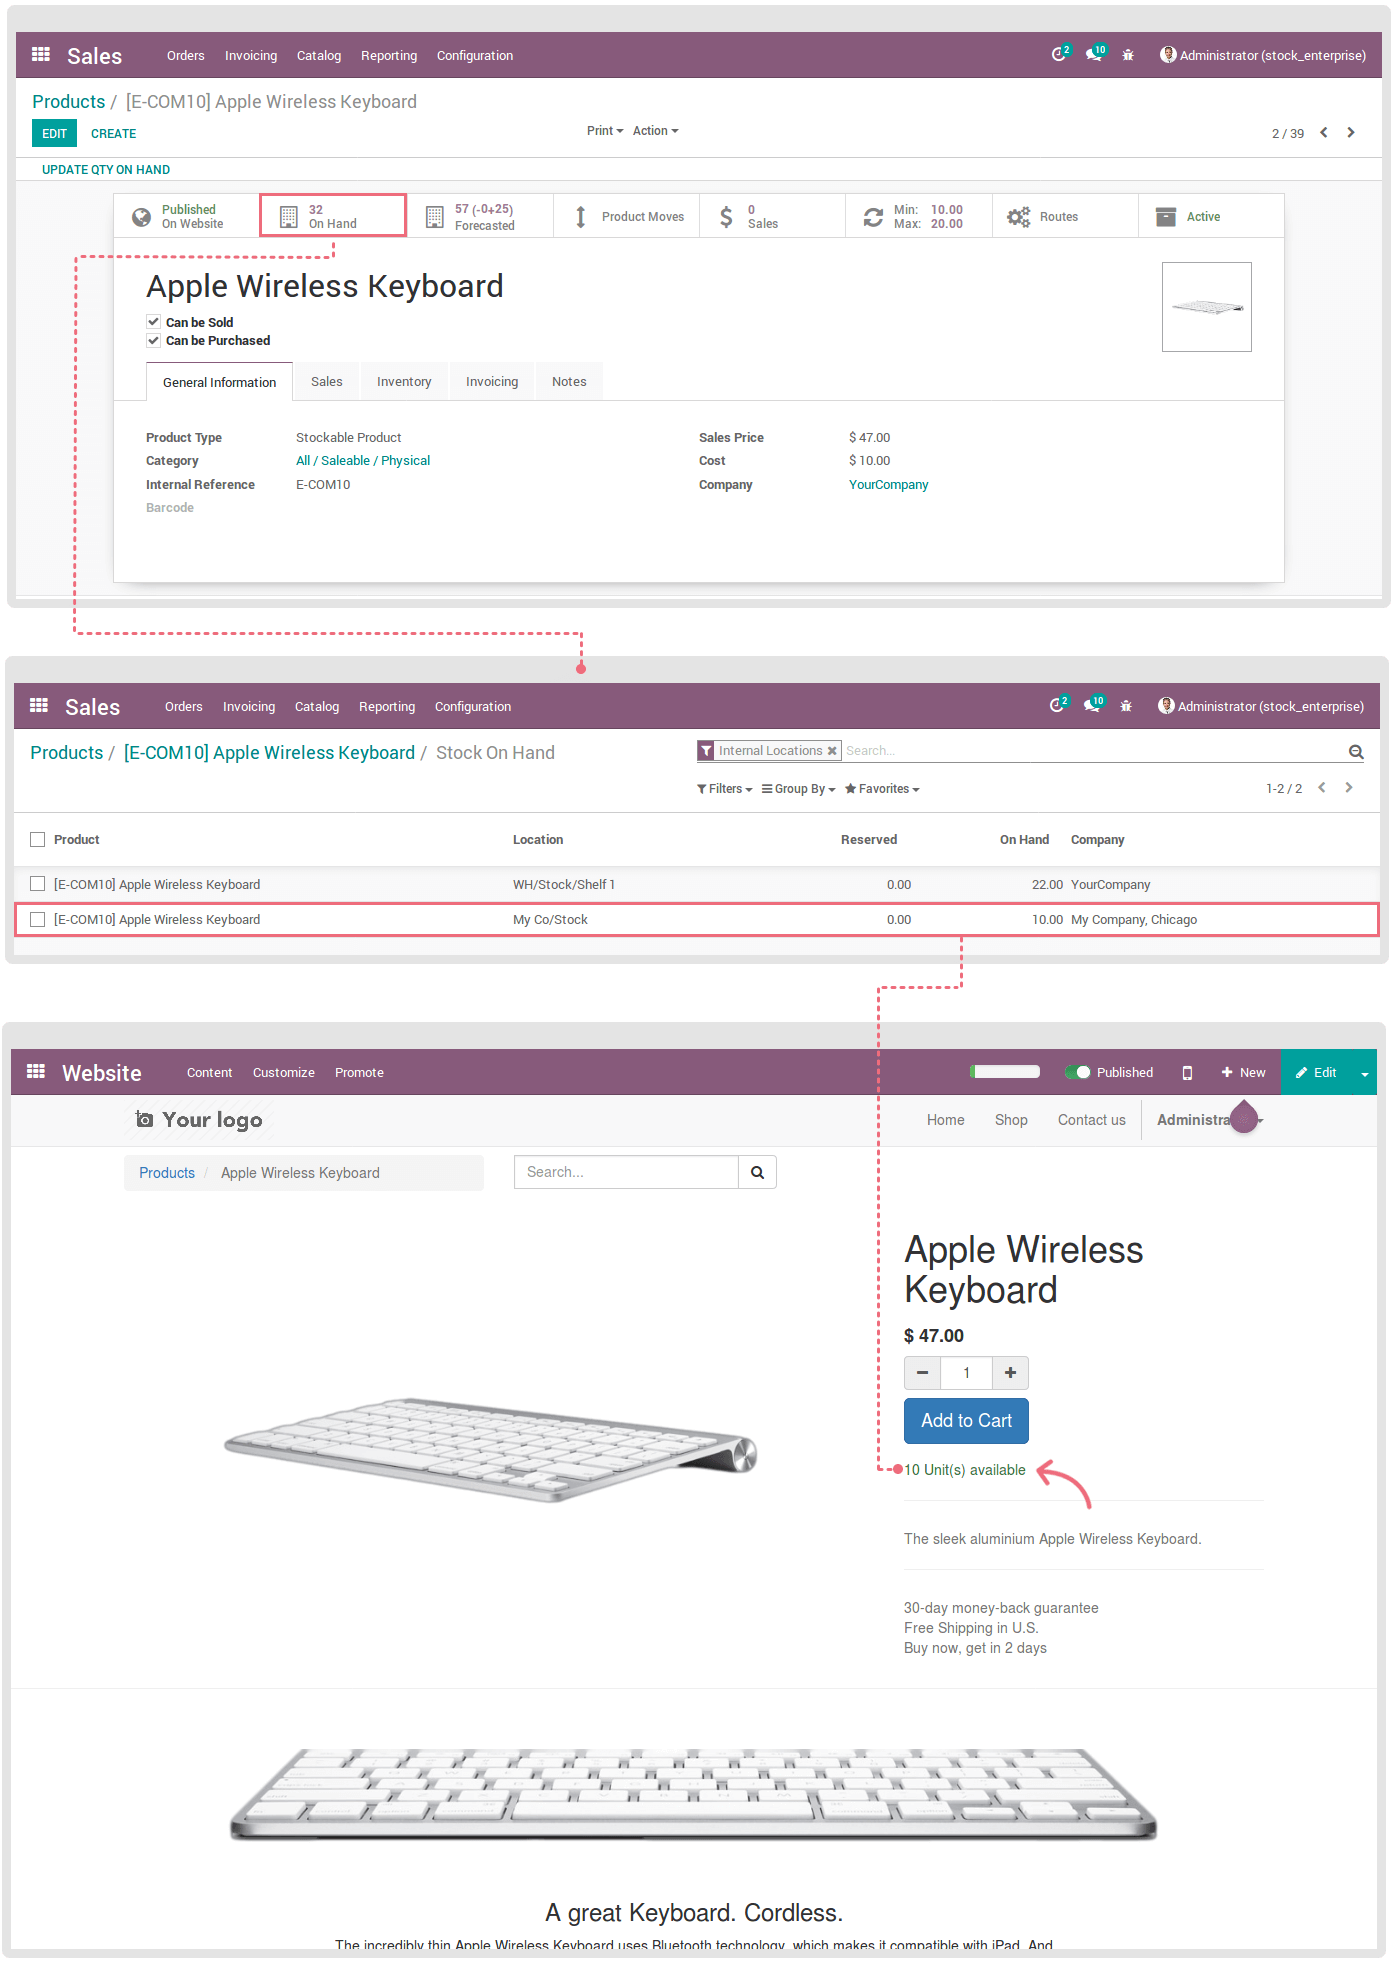 Sales Orders Invoicing Catalog Reporting Configuration 2 10 Administrator (stock_enterprise)
Products / [E-COM10] Apple Wireless Keyboard
EDIT CREATE Print Action 2 / 39
UPDATE QTY ON HAND
Published On Website
32 On Hand
57 (-0+25) Forecasted
Product Moves
0 Sales
Min: 10.00
Max: 20.00
Routes
Active
Apple Wireless Keyboard
Can be Sold
Can be Purchased
General Information Sales Inventory Invoicing Notes
Product Type Stockable Product Sales Price $ 47.00
Category All / Saleable / Physical Cost $ 10.00
Internal Reference E-COM10 Company YourCompany
Barcode
Sales Orders Invoicing Catalog Reporting Configuration 2 10 Administrator (stock_enterprise)
Products / [E-COM10] Apple Wireless Keyboard / Stock On Hand Internal Locations Search...
Filters Group By Favorites 1-2 / 2
Product Location Reserved On Hand Company
[E-COM10] Apple Wireless Keyboard WH/Stock/Shelf 1 0.00 22.00 YourCompany
[E-COM10] Apple Wireless Keyboard My Co/Stock 0.00 10.00 My Company, Chicago
Website Content Customize Promote Published New Edit
Your logo Home Shop Contact us Administra
Products / Apple Wireless Keyboard Search...
Apple Wireless
Keyboard
$ 47.00
1
Add to Cart
10 Unit(s) available
The sleek aluminium Apple Wireless Keyboard.
30-day money-back guarantee
Free Shipping in U.S.
Buy now, get in 2 days
A great Keyboard. Cordless.
The incredibly thin Apple Wireless Keyboard uses Bluetooth technology, which makes it compatible with iPad. And